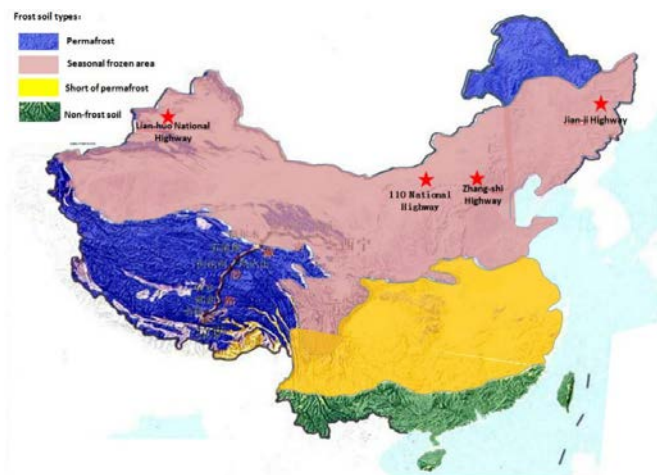 Frost soil types:
Permafrost
Seasonal frozen area
Short of permafrost
Non-frost soil
Lian-huo National
Highway
Jian-ji Highway
110 National
Highway
Zhang-shi
Highway